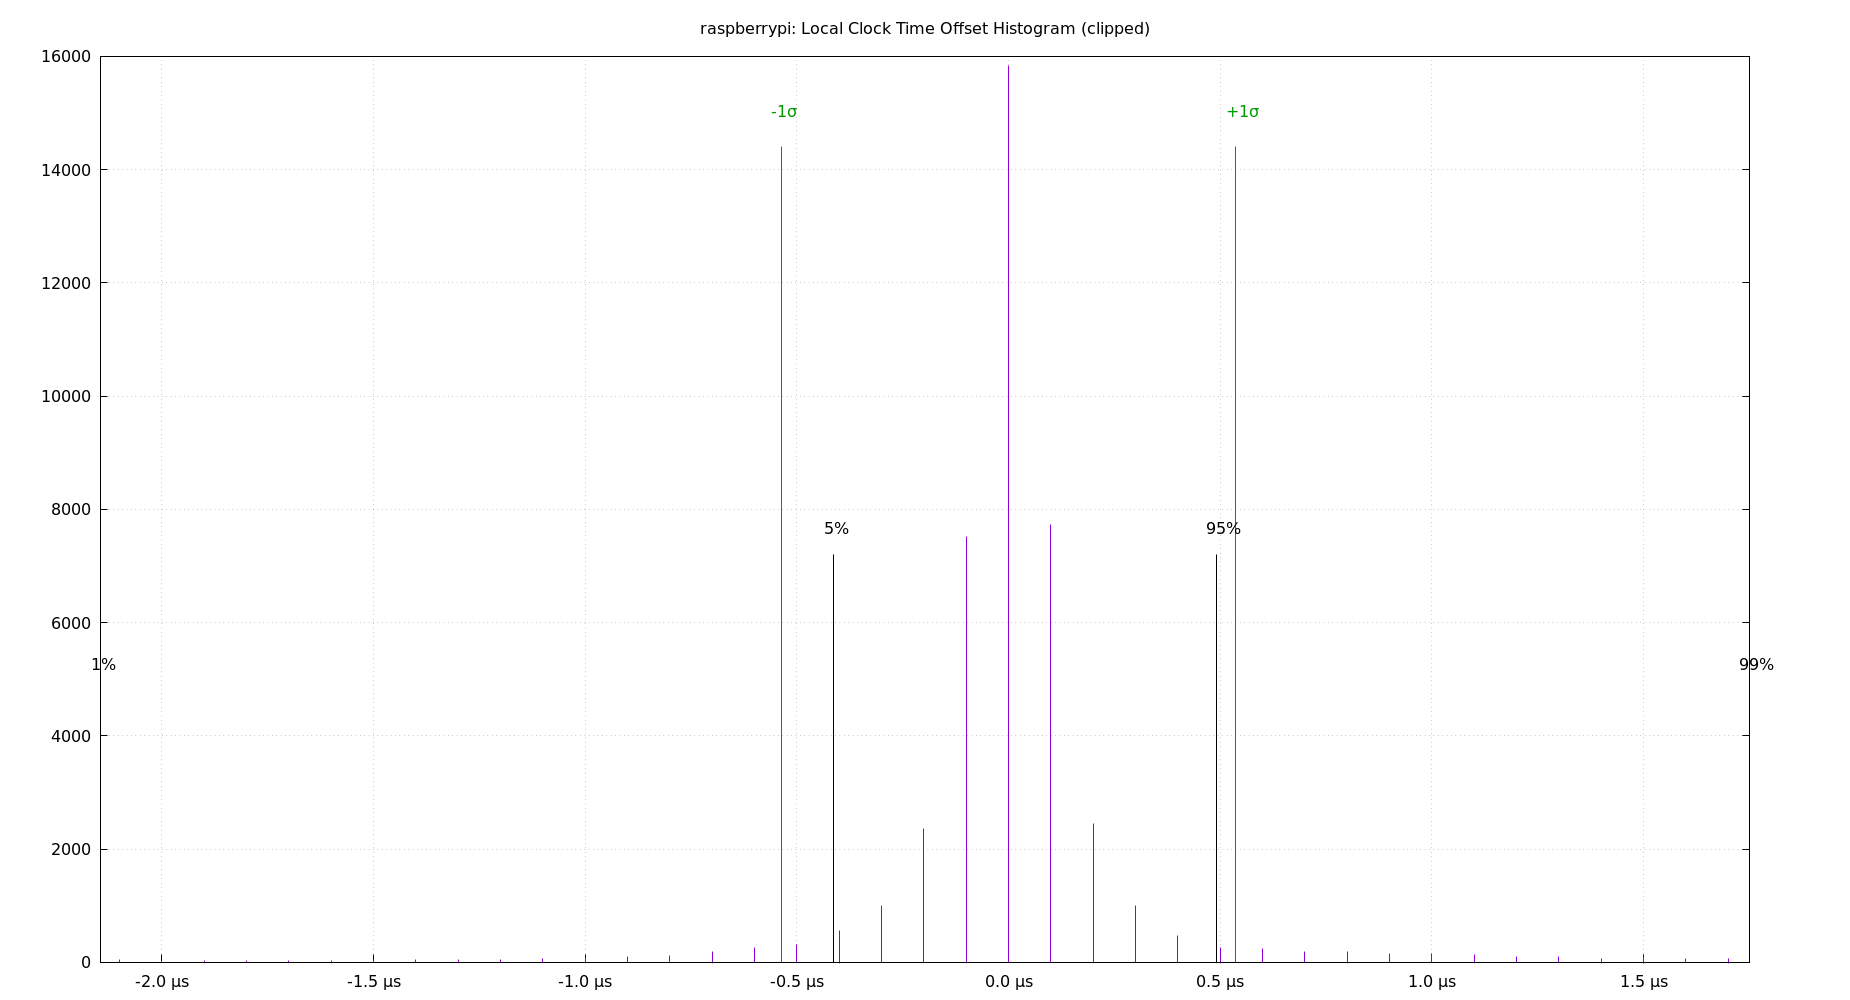 raspberrypi: Local Clock Time Offset Histogram (clipped)
16000
-1σ
+1σ
14000
12000
10000
8000
5%
95%
6000
1%
99%
4000
2000
0
-2.0 µs
-1.5 µs
-1.0 µs
-0.5 µs
0.0 µs
0.5 µs
1.0 µs
1.5 µs